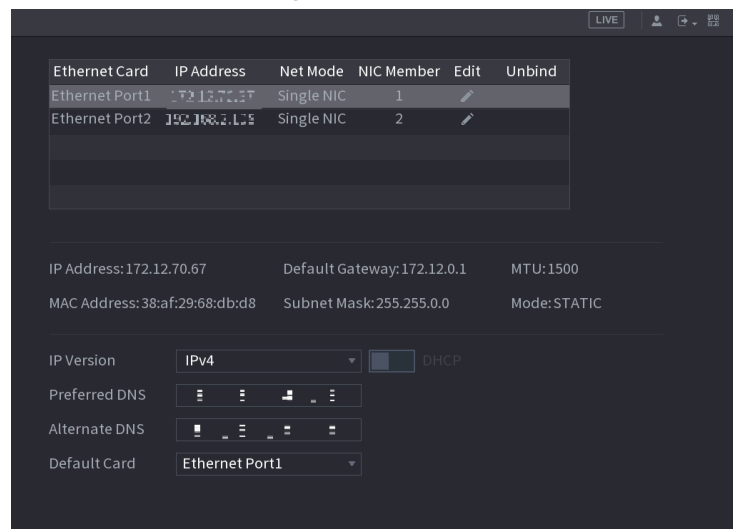 LIVE
Ethernet Card IP Address Net Mode NIC Member Edit Unbind
Ethernet Port1 Single NIC 1
Ethernet Port2 Single NIC 2
IP Address:172.12.70.67 Default Gateway:172.12.0.1 MTU:1500
MAC Address:38:af:29:68:db:d8 Subnet Mask:255.255.0.0 Mode:STATIC
IP Version IPv4 DHCP
Preferred DNS
Alternate DNS
Default Card Ethernet Port1